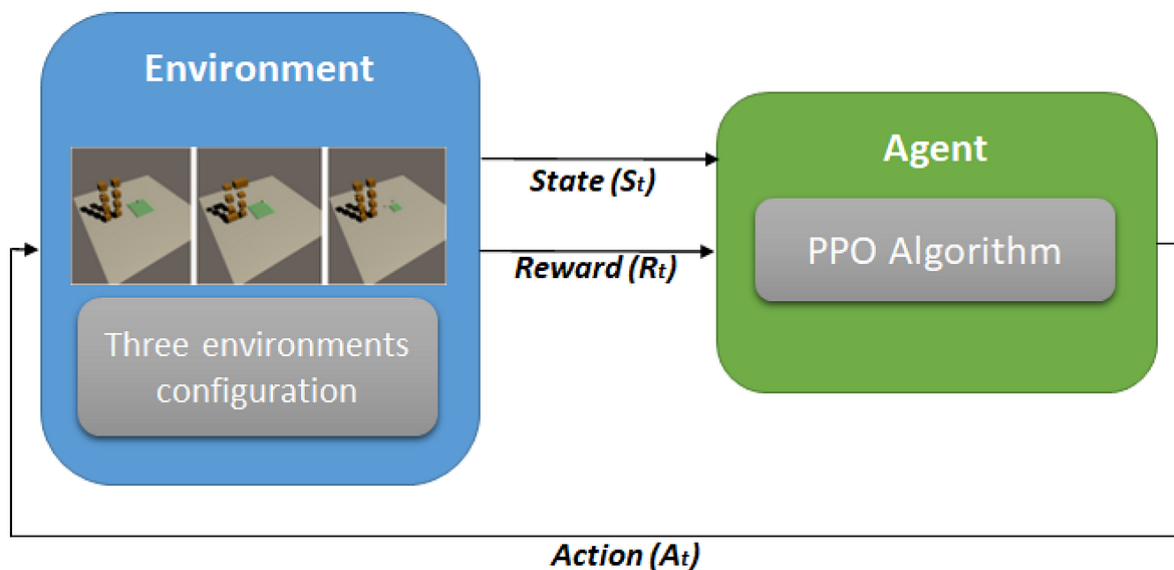 Environment
Three environments
configuration
State (St)
Reward (Rt)
Agent
PPO Algorithm
Action (At)